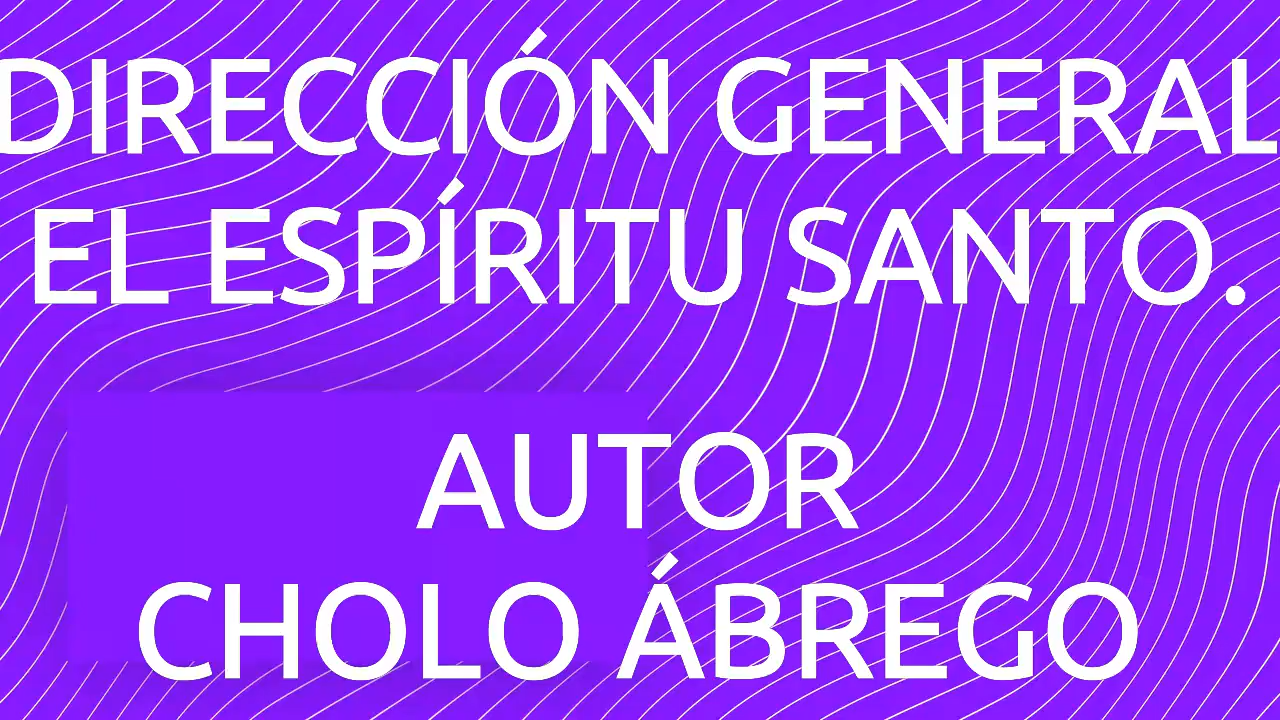 DIRECCIÓN GENERAL
EL ESPÍRITU SANTO.
AUTOR
CHOLO ÁBREGO